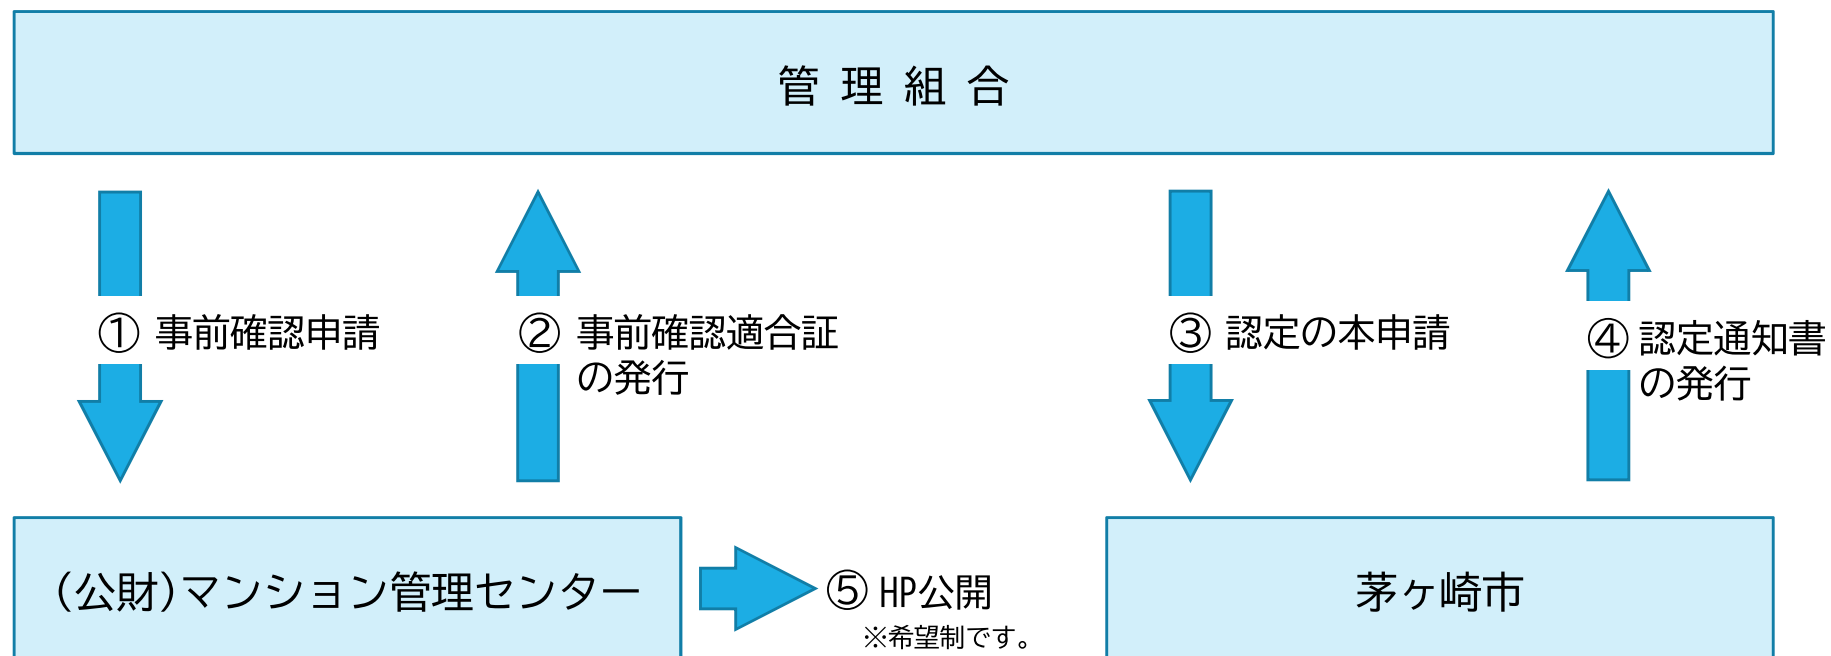 管理組合
① 事前確認申請
② 事前確認適合証
の発行
③ 認定の本申請
④ 認定通知書
の発行
(公財)マンション管理センター
⑤ HP公開
※希望制です。
茅ヶ崎市